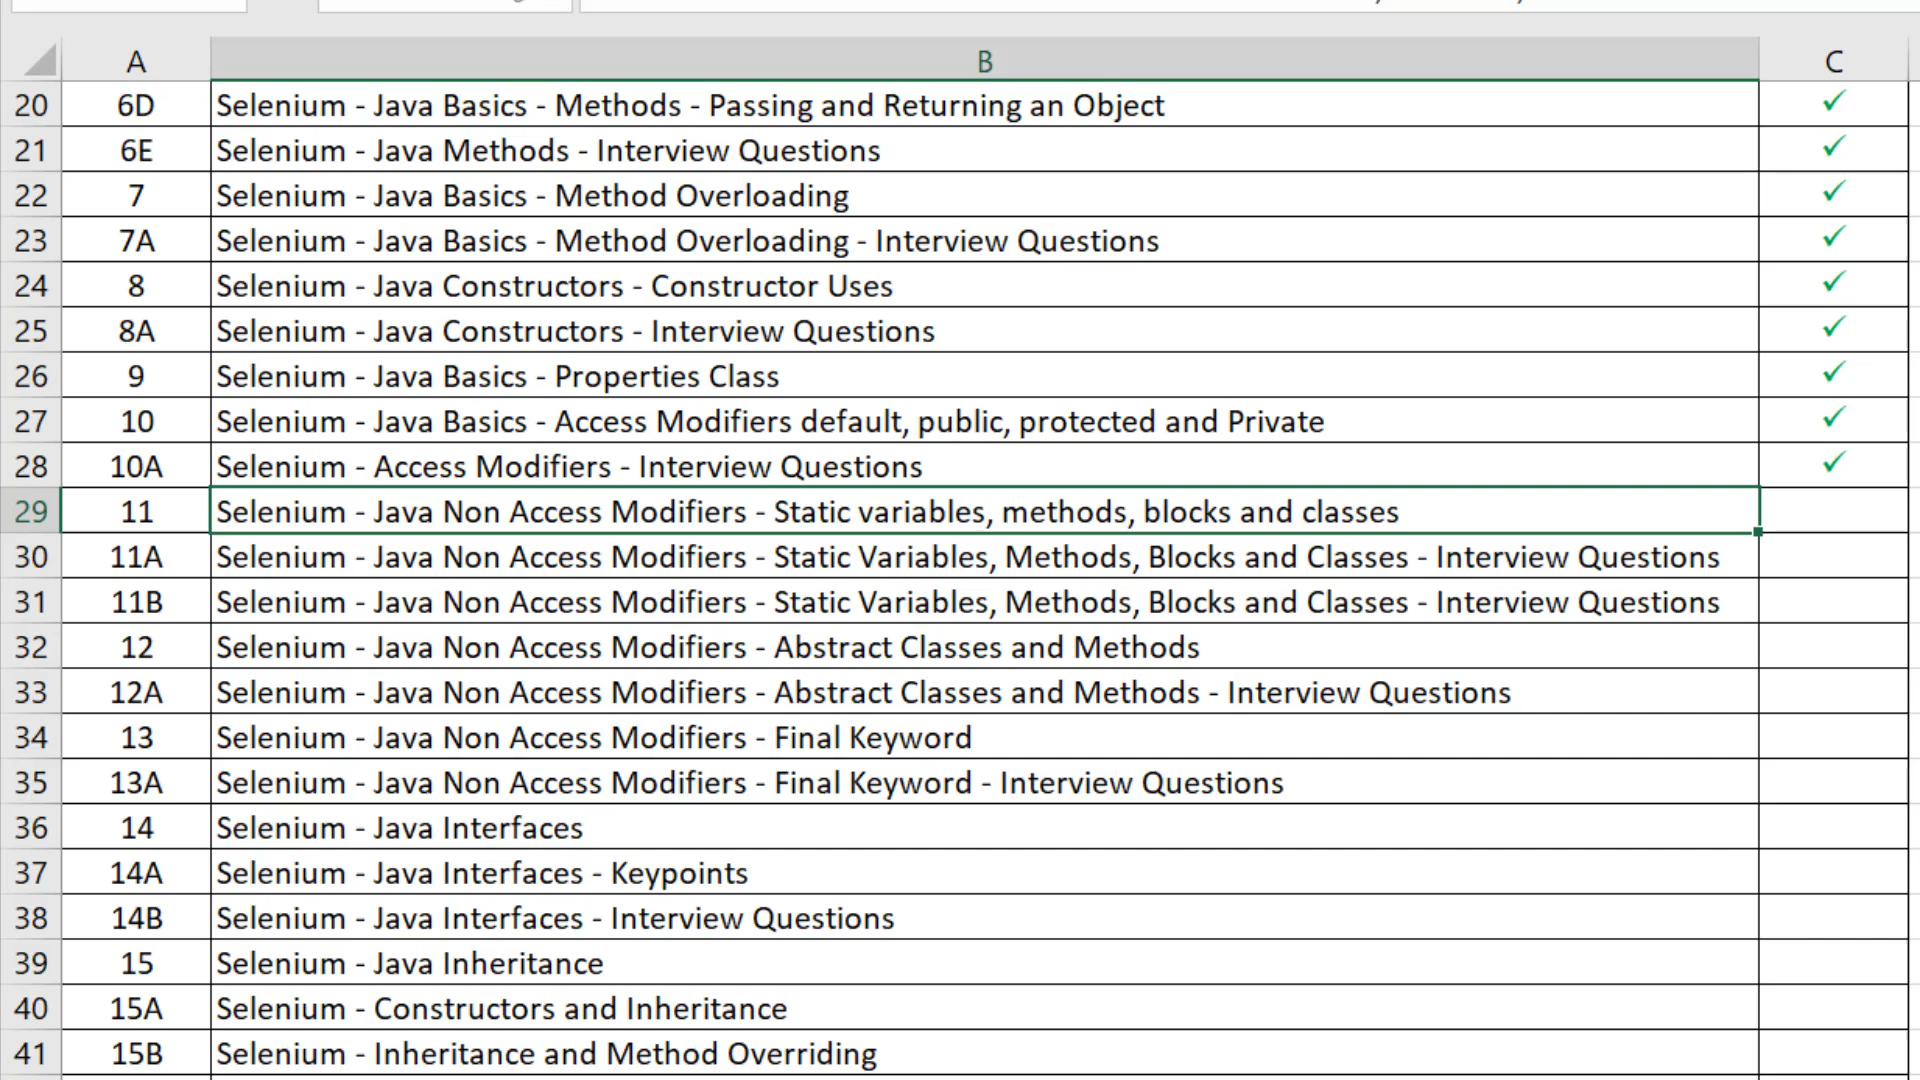 A B C
20 6D Selenium - Java Basics - Methods - Passing and Returning an Object ✓
21 6E Selenium - Java Methods - Interview Questions ✓
22 7 Selenium - Java Basics - Method Overloading ✓
23 7A Selenium - Java Basics - Method Overloading - Interview Questions ✓
24 8 Selenium - Java Constructors - Constructor Uses ✓
25 8A Selenium - Java Constructors - Interview Questions ✓
26 9 Selenium - Java Basics - Properties Class ✓
27 10 Selenium - Java Basics - Access Modifiers default, public, protected and Private ✓
28 10A Selenium - Access Modifiers - Interview Questions ✓
29 11 Selenium - Java Non Access Modifiers - Static variables, methods, blocks and classes
30 11A Selenium - Java Non Access Modifiers - Static Variables, Methods, Blocks and Classes - Interview Questions
31 11B Selenium - Java Non Access Modifiers - Static Variables, Methods, Blocks and Classes - Interview Questions
32 12 Selenium - Java Non Access Modifiers - Abstract Classes and Methods
33 12A Selenium - Java Non Access Modifiers - Abstract Classes and Methods - Interview Questions
34 13 Selenium - Java Non Access Modifiers - Final Keyword
35 13A Selenium - Java Non Access Modifiers - Final Keyword - Interview Questions
36 14 Selenium - Java Interfaces
37 14A Selenium - Java Interfaces - Keypoints
38 14B Selenium - Java Interfaces - Interview Questions
39 15 Selenium - Java Inheritance
40 15A Selenium - Constructors and Inheritance
41 15B Selenium - Inheritance and Method Overriding